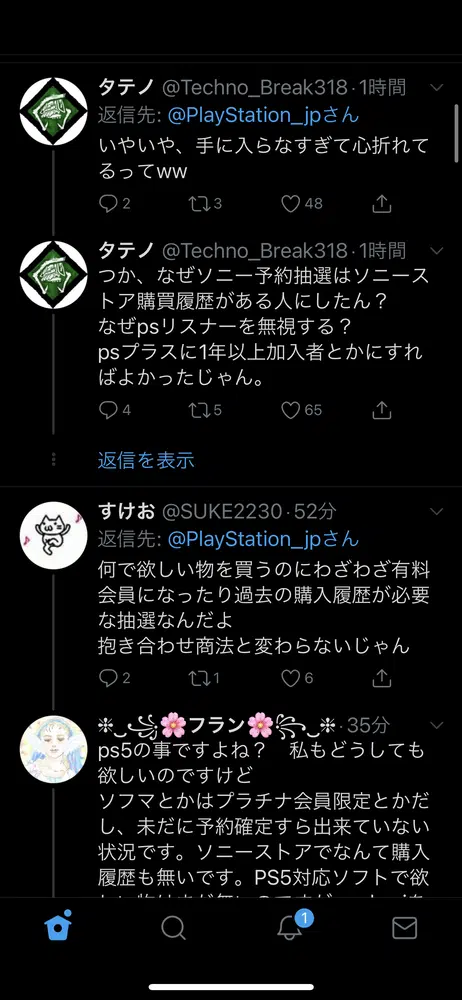 タテノ @Techno_Break318·1時間
返信先: @PlayStation_jpさん
いやいや、手に入らなすぎて心折れて
るってww
2 3 48
タテノ @Techno_Break318·1時間
つか、なぜソニー予約抽選はソニース
トア購買履歴がある人にしたん？
なぜpsリスナーを無視する？
psプラスに1年以上加入者とかにすれ
ばよかったじゃん。
4 5 65
返信を表示
すけお @SUKE2230·52分
返信先: @PlayStation_jpさん
何で欲しい物を買うのにわざわざ有料
会員になったり過去の購入履歴が必要
な抽選なんだよ
抱き合わせ商法と変わらないじゃん
2 1 6
フラン ·35分
ps5の事ですよね？　私もどうしても
欲しいのですけど
ソフマとかはプラチナ会員限定とかだ
し、未だに予約確定すら出来ていない
状況です。ソニーストアでなんて購入
履歴も無いです。PS5対応ソフトで欲
1